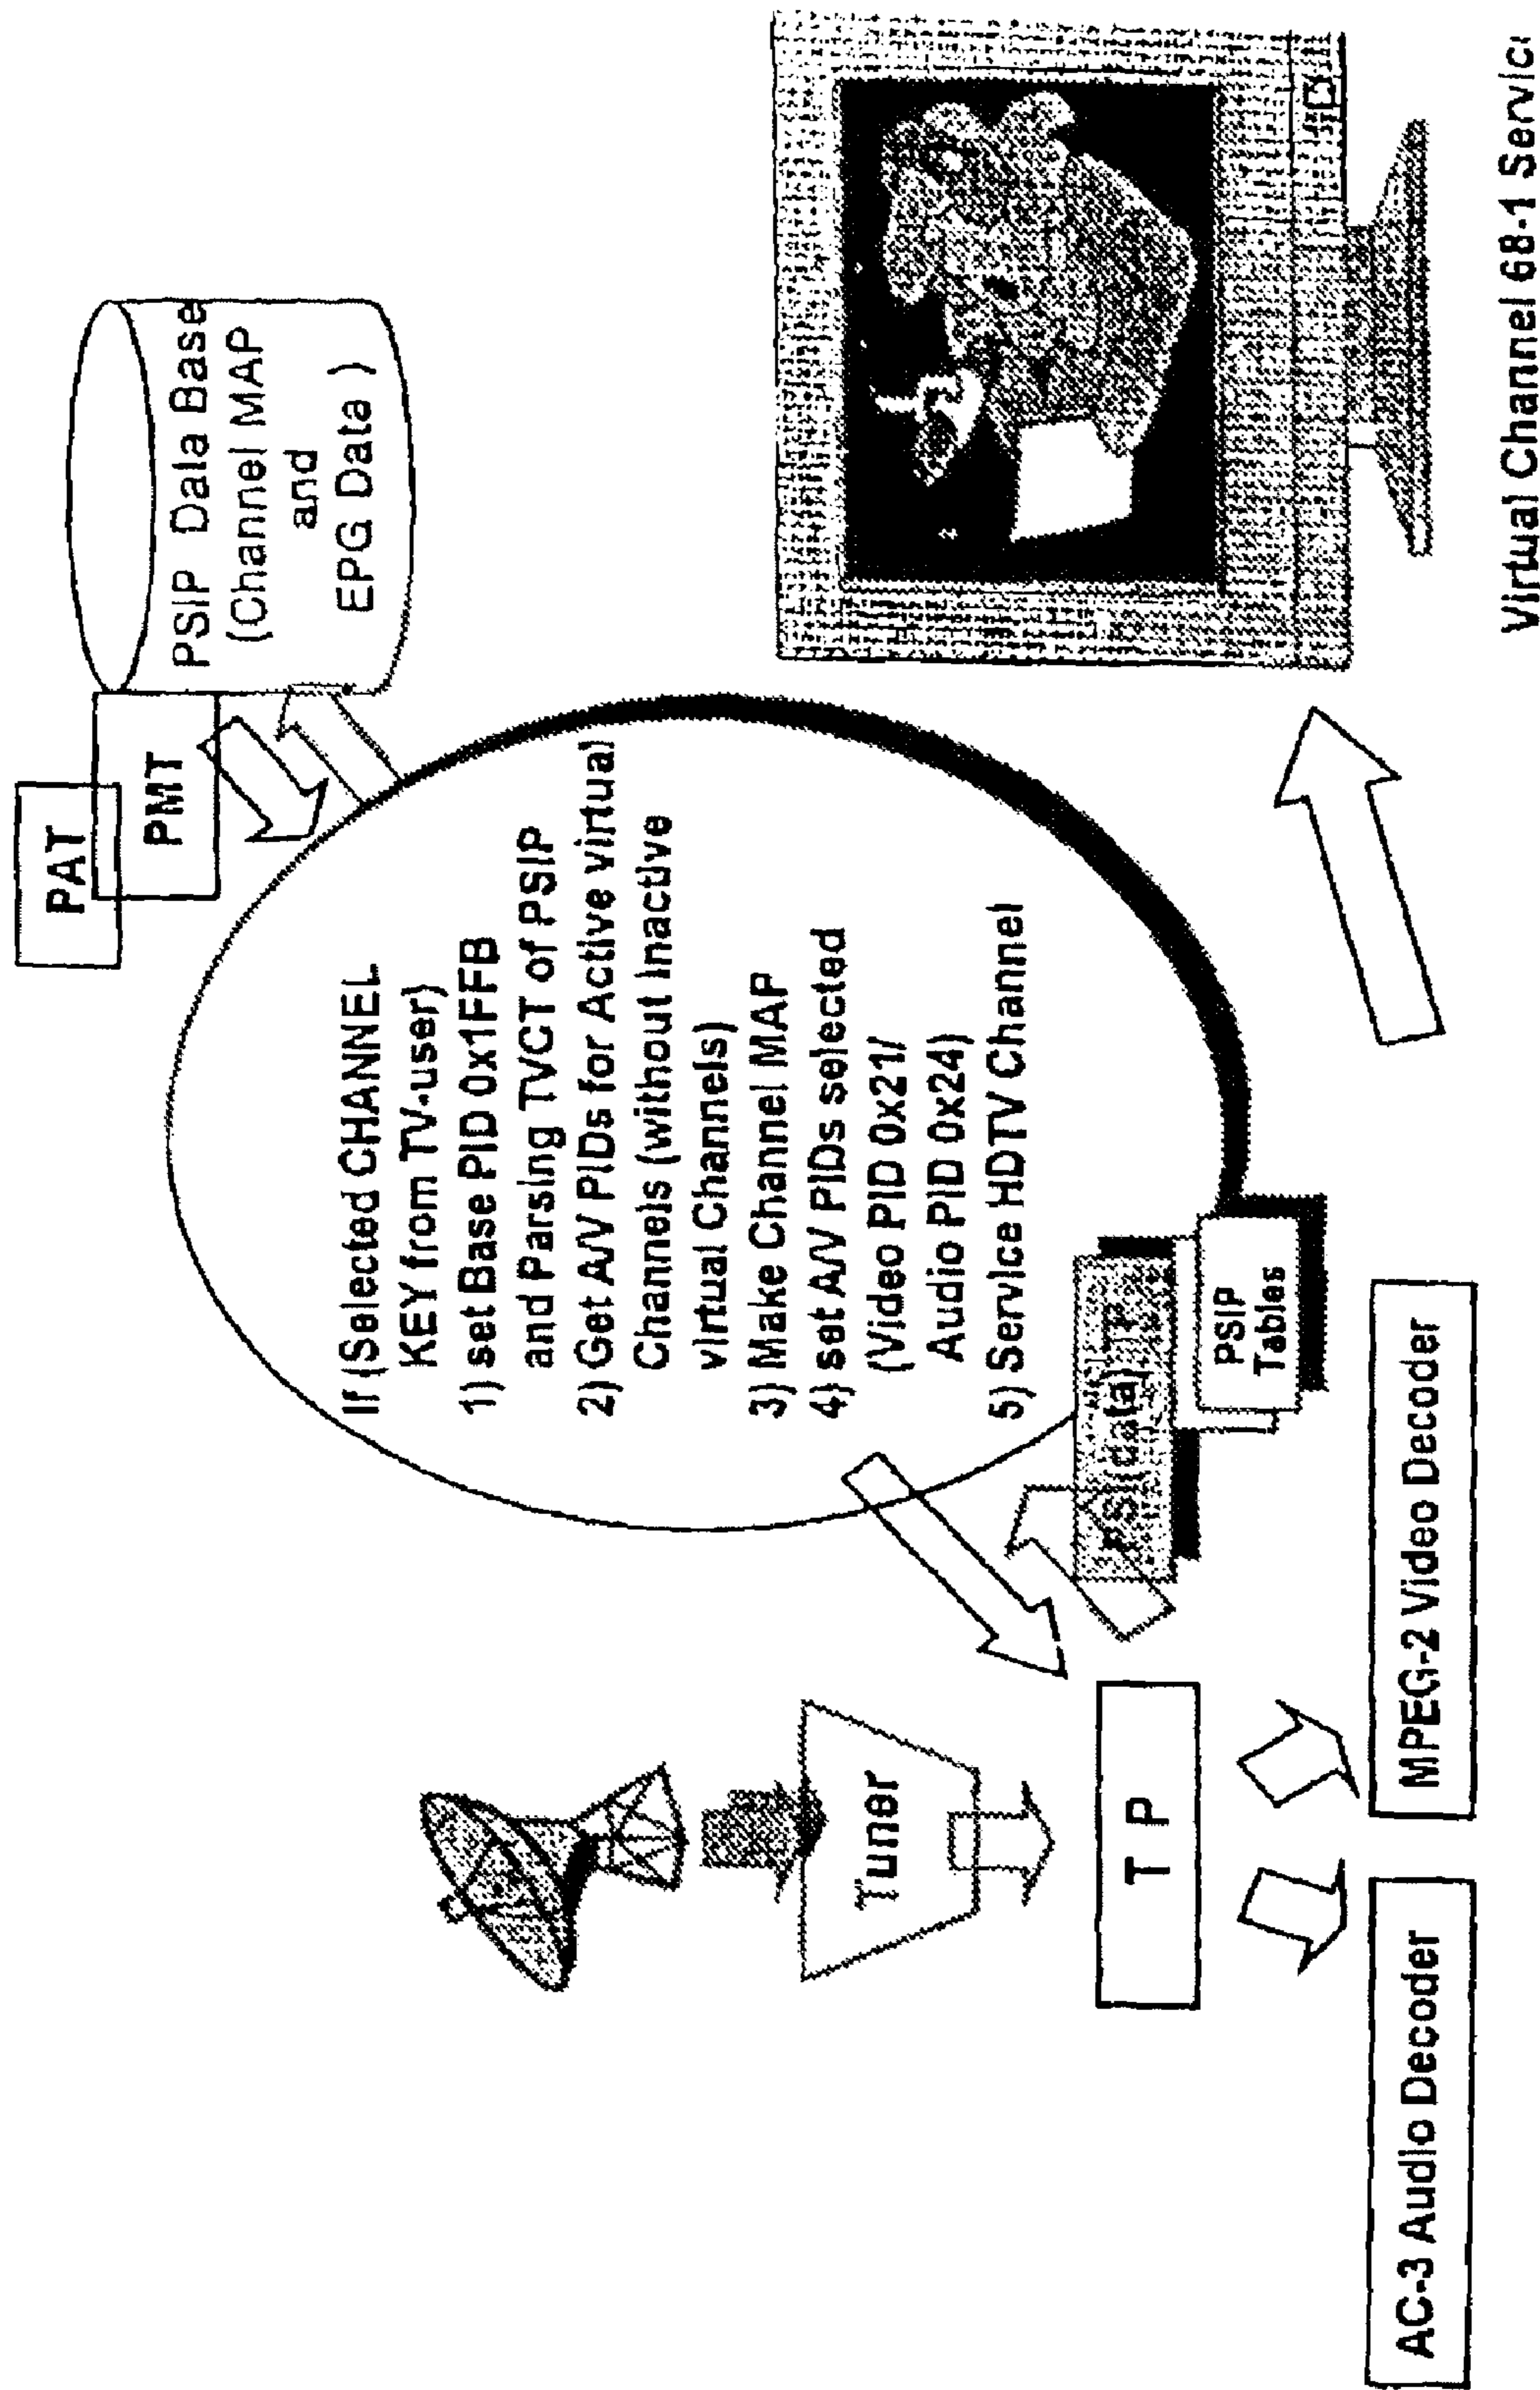 PAT
PMT
PSIP Data Base
(Channel MAP
and
EPG Data )
If (Selected CHANNEL
KEY from TV-user)
1) set Base PID 0x1FFB
and Parsing TVCT of PSIP
2) Get A/V PIDs for Active virtual
Channels (without Inactive
virtual Channels)
3) Make Channel MAP
4) set A/V PIDs selected
(Video PID 0x21/
Audio PID 0x24)
5) Service HDTV Channel
Tuner
T P
PSI(data)
PSIP
Tables
AC-3 Audio Decoder
MPEG-2 Video Decoder
Virtual Channel 68-1